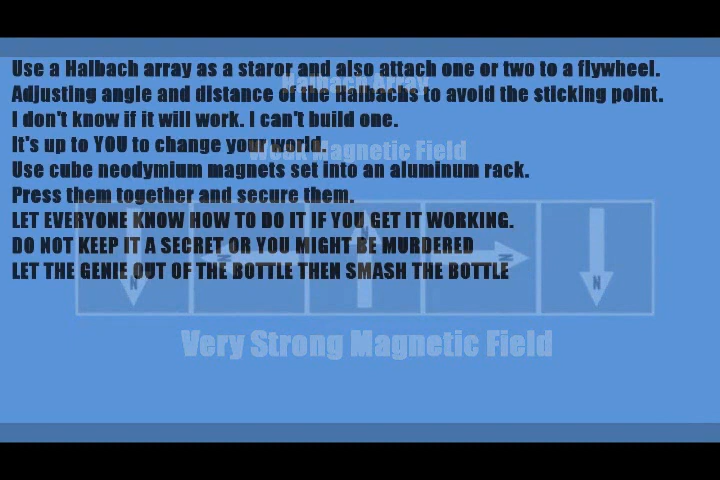 Use a Halbach array as a staror and also attach one or two to a flywheel.
Halbach Array
Adjusting angle and distance of the Halbachs to avoid the sticking point.
I don't know if it will work. I can't build one.
It's up to YOU to change your world.
Weak Magnetic Field
Use cube neodymium magnets set into an aluminum rack.
Press them together and secure them.
LET EVERYONE KNOW HOW TO DO IT IF YOU GET IT WORKING.
DO NOT KEEP IT A SECRET OR YOU MIGHT BE MURDERED
LET THE GENIE OUT OF THE BOTTLE THEN SMASH THE BOTTLE
N N N N N
Very Strong Magnetic Field